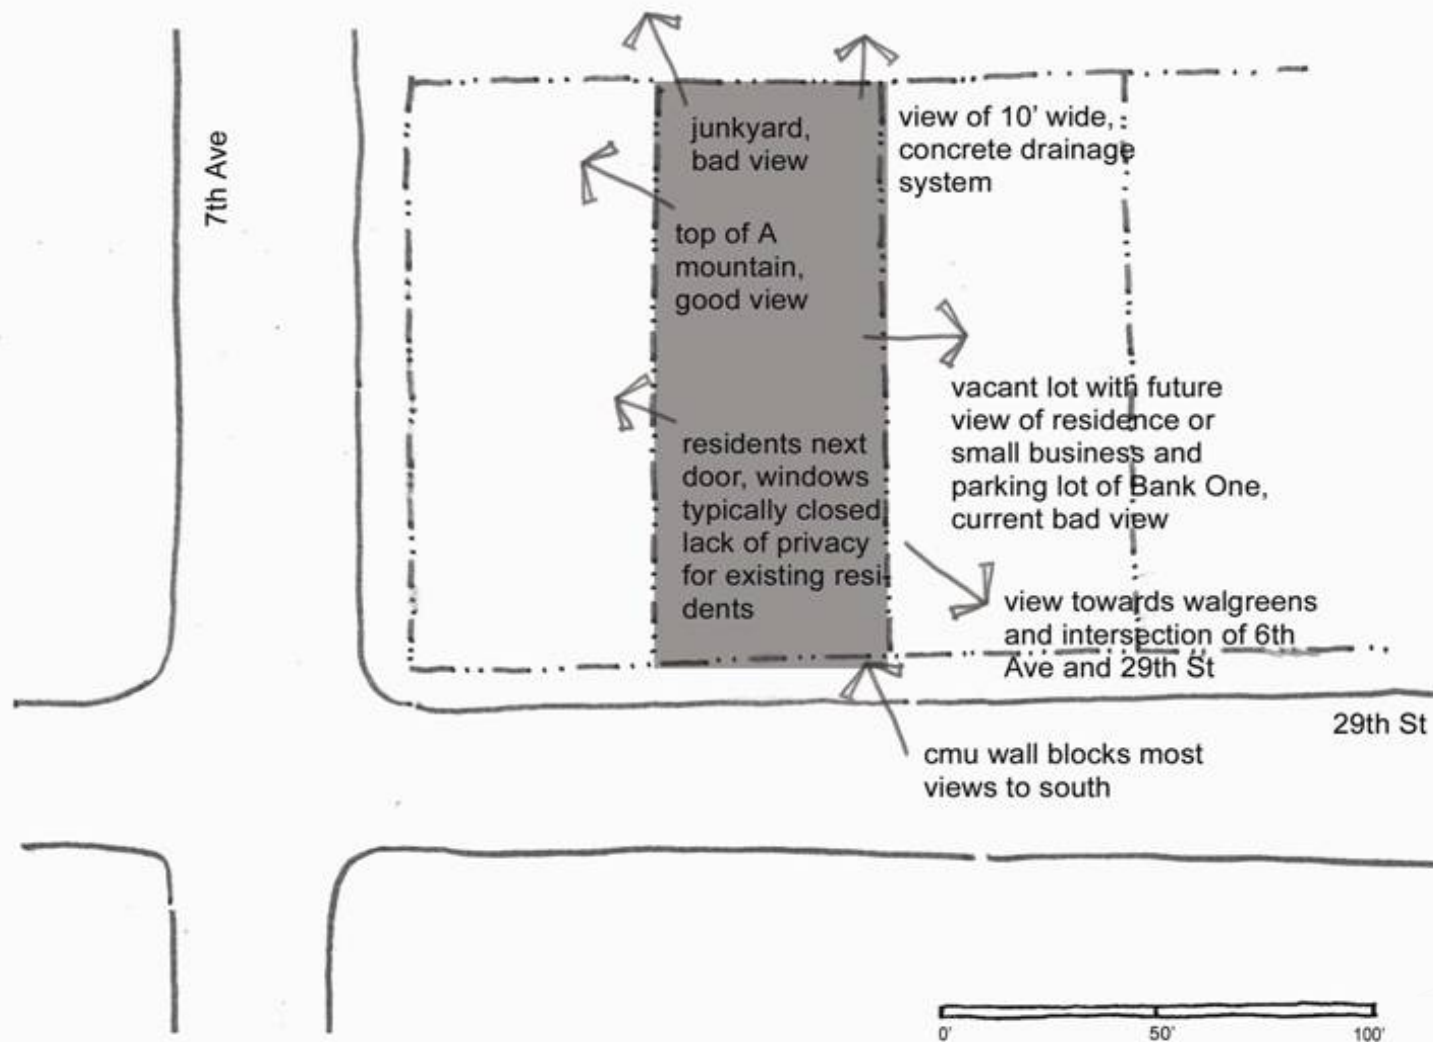 7th Ave
junkyard,
bad view
view of 10' wide,
concrete drainage
system
top of A
mountain,
good view
residents next
door, windows
typically closed
lack of privacy
for existing resi-
dents
vacant lot with future
view of residence or
small business and
parking lot of Bank One,
current bad view
view towards walgreens
and intersection of 6th
Ave and 29th St
29th St
cmu wall blocks most
views to south
0' 50' 100'